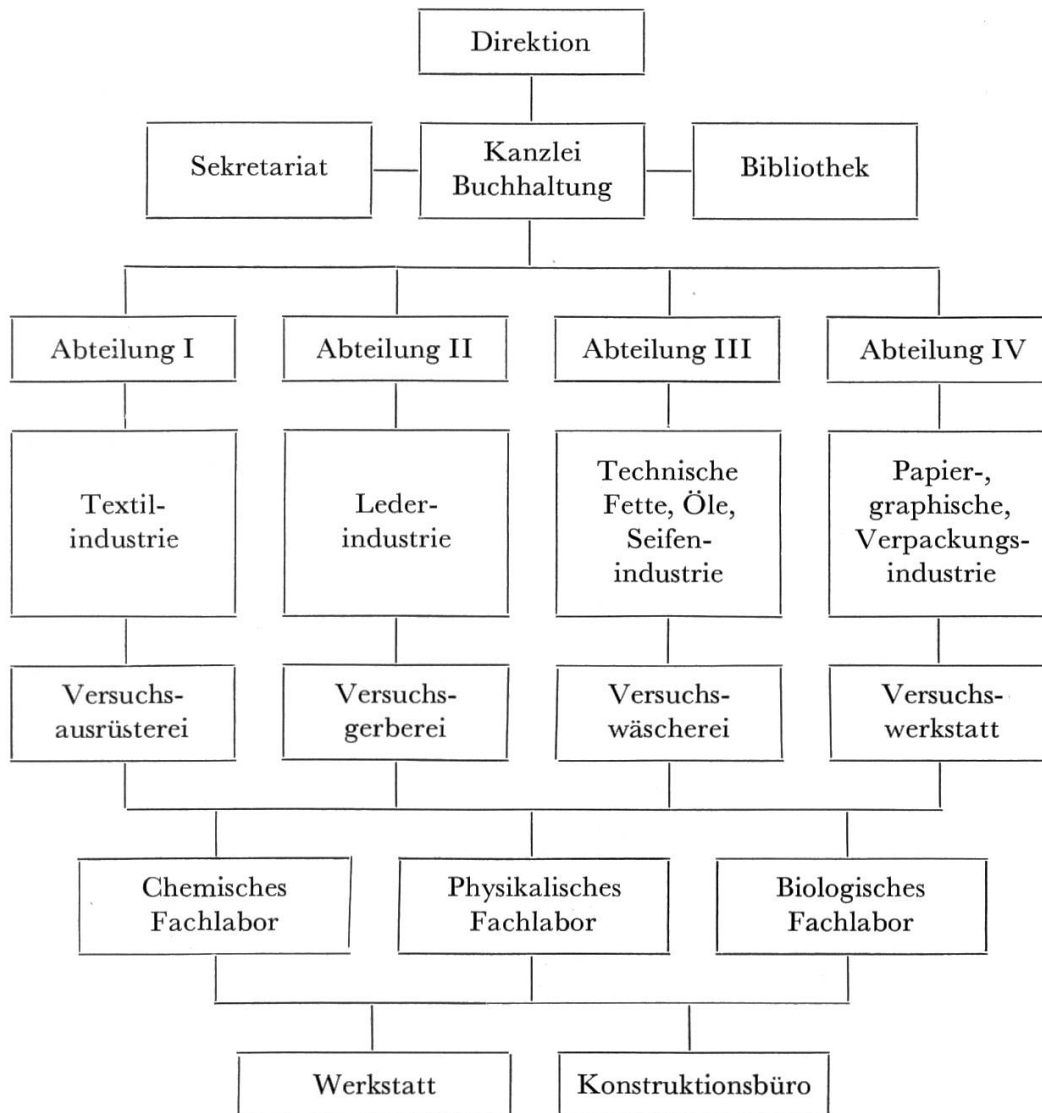 Direktion
Sekretariat
Kanzlei
Buchhaltung
Bibliothek
Abteilung I
Abteilung II
Abteilung III
Abteilung IV
Textil-
industrie
Leder-
industrie
Technische
Fette, Öle,
Seifen-
industrie
Papier-,
graphische,
Verpackungs-
industrie
Versuchs-
ausrüsterei
Versuchs-
gerberei
Versuchs-
wäscherei
Versuchs-
werkstatt
Chemisches
Fachlabor
Physikalisches
Fachlabor
Biologisches
Fachlabor
Werkstatt
Konstruktionsbüro